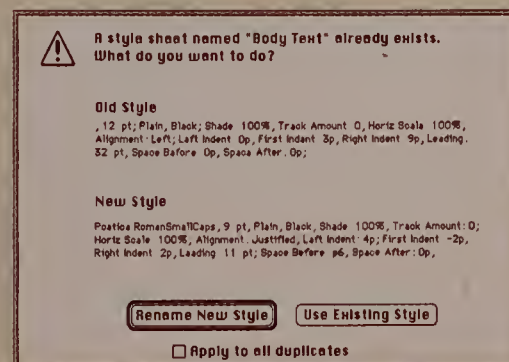 A style sheet named "Body Text" already exists.
What do you want to do?
Old Style
, 12 pt; Plain, Black; Shade 100%, Track Amount 0, Horiz Scale 100%,
Alignment: Left; Left Indent 0p, First Indent 3p, Right Indent 9p, Leading.
32 pt, Space Before 0p, Space After. 0p;
New Style
Poetica RomanSmallCaps, 9 pt, Plain, Black, Shade 100%, Track Amount: 0;
Horiz Scale 100%, Alignment. Justified, Left Indent: 4p; First Indent -2p,
Right Indent 2p, Leading 11 pt; Space Before p6, Space After: 0p,
Rename New Style
Use Existing Style
Apply to all duplicates